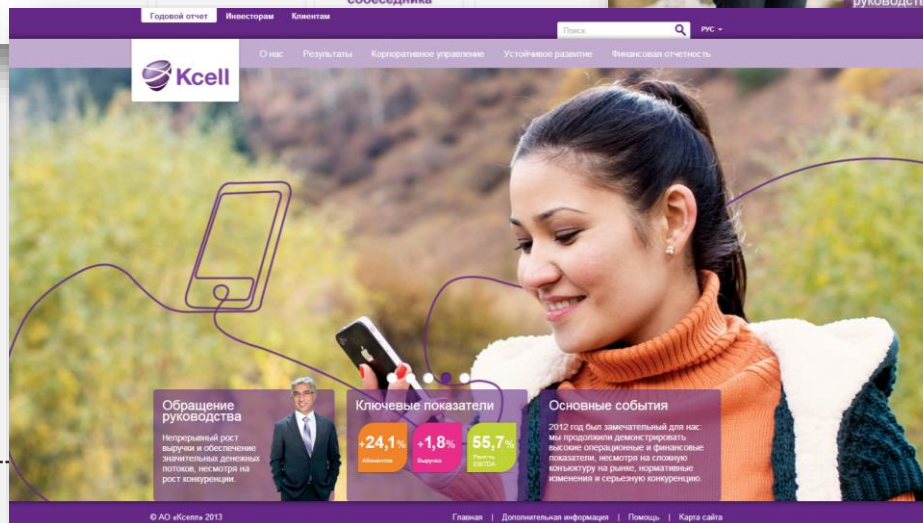 собеседника
руководств
Годовой отчет Инвесторам Клиентам
Поиск РУС
Kcell
О нас Результаты Корпоративное управление Устойчивое развитие Финансовая отчетность
Обращение
руководства
Непрерывный рост
выручки и обеспечение
значительных денежных
потоков, несмотря на
рост конкуренции.
Ключевые показатели
+24,1%
Абонентов
+1,8%
Выручка
55,7%
EBITDA
Основные события
2012 год был замечательный для нас:
мы продолжили демонстрировать
высокие операционные и финансовые
показатели, несмотря на сложную
конъюктуру на рынке, нормативные
изменения и серьезную конкуренцию.
© АО «Кселл» 2013
Главная | Дополнительная информация | Помощь | Карта сайта